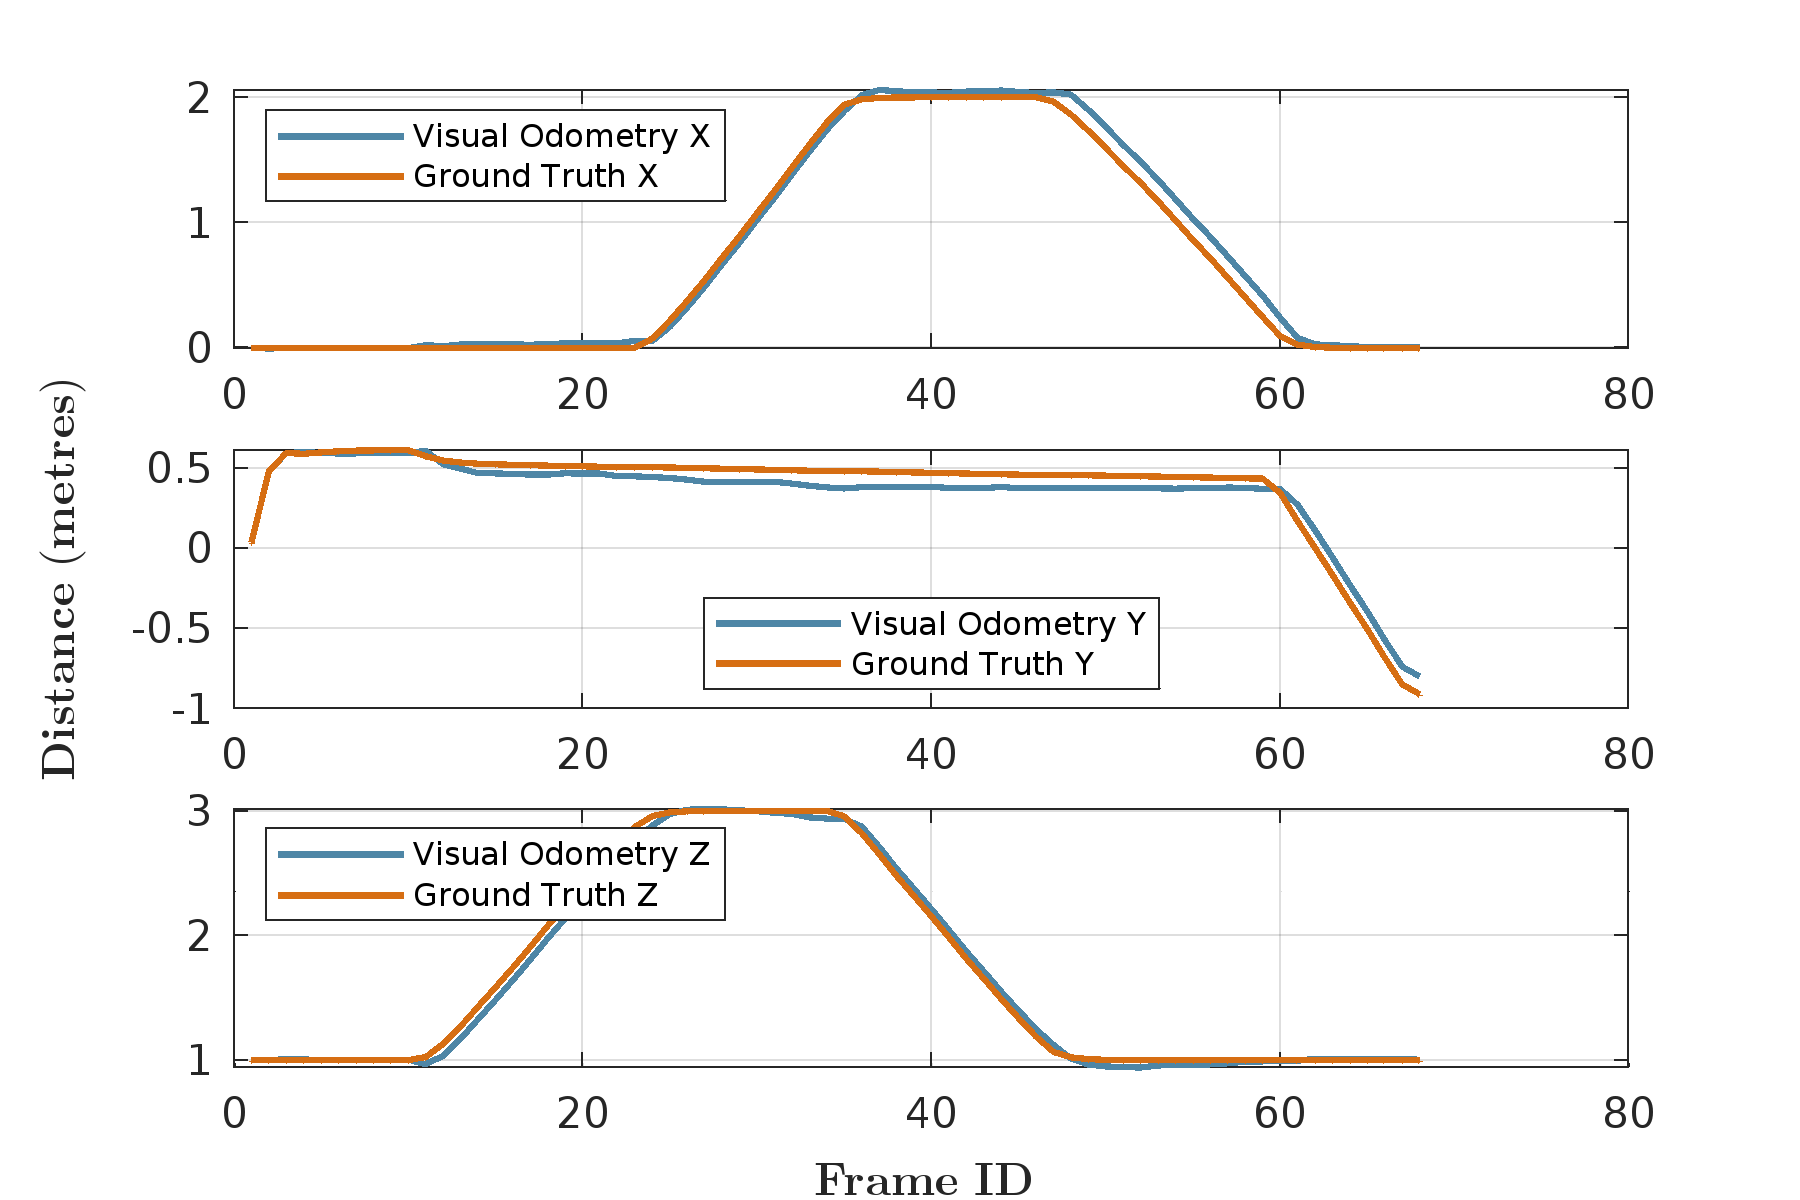 2
1
0
Visual Odometry X
Ground Truth X
0 20 40 60 80
Distance (metres)
0.5
0
-0.5
-1
Visual Odometry Y
Ground Truth Y
0 20 40 60 80
3
2
1
Visual Odometry Z
Ground Truth Z
0 20 40 60 80
Frame ID